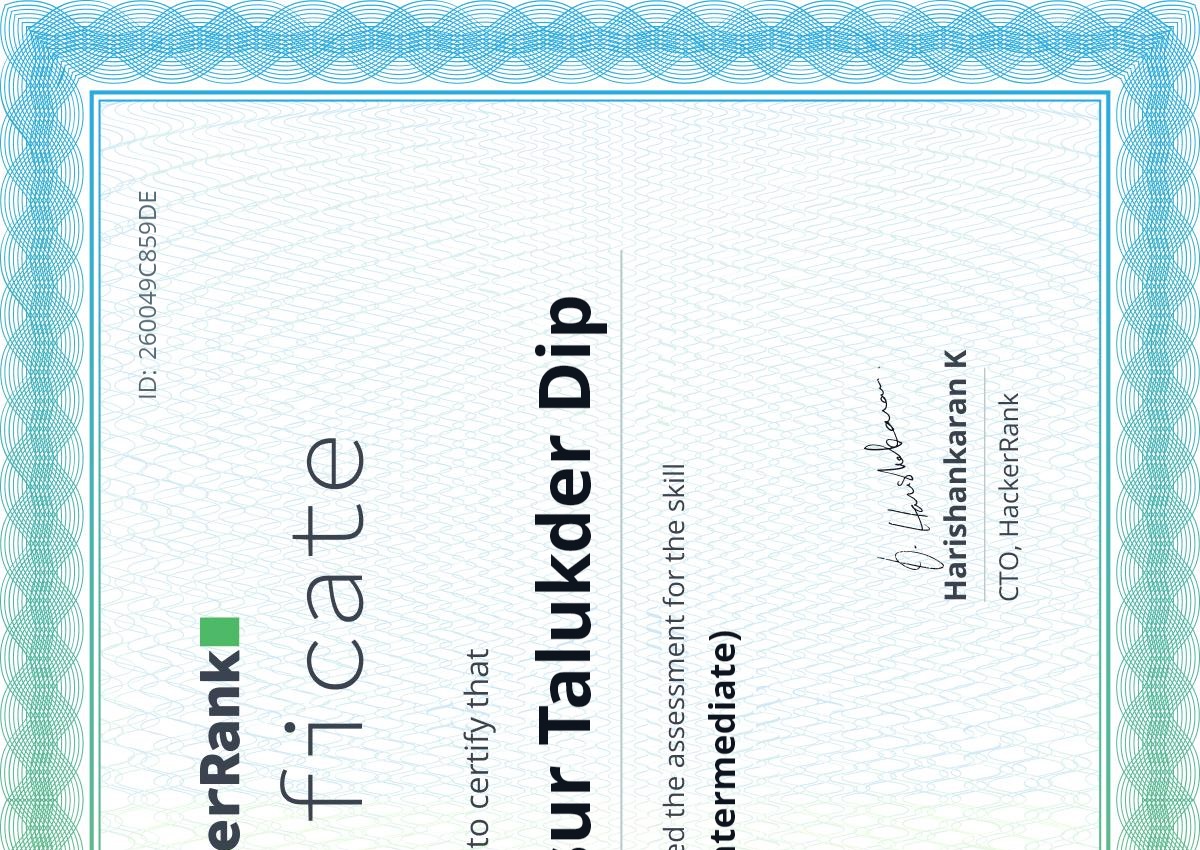 ID: 260049C859DE
erRank
ficate
to certify that
sur Talukder Dip
ed the assessment for the skill
ntermediate)
H. Harishankaran
Harishankaran K
CTO, HackerRank